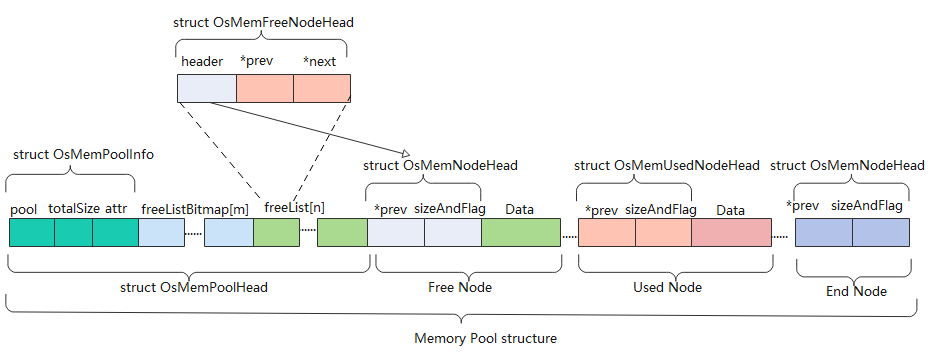 struct OsMemFreeNodeHead
header *prev *next
struct OsMemPoolInfo
struct OsMemNodeHead struct OsMemUsedNodeHead struct OsMemNodeHead
pool totalSize attr freeListBitmap[m] freeList[n] *prev sizeAndFlag Data *prev sizeAndFlag Data *prev sizeAndFlag
...... ...... ...... ......
struct OsMemPoolHead Free Node Used Node End Node
Memory Pool structure